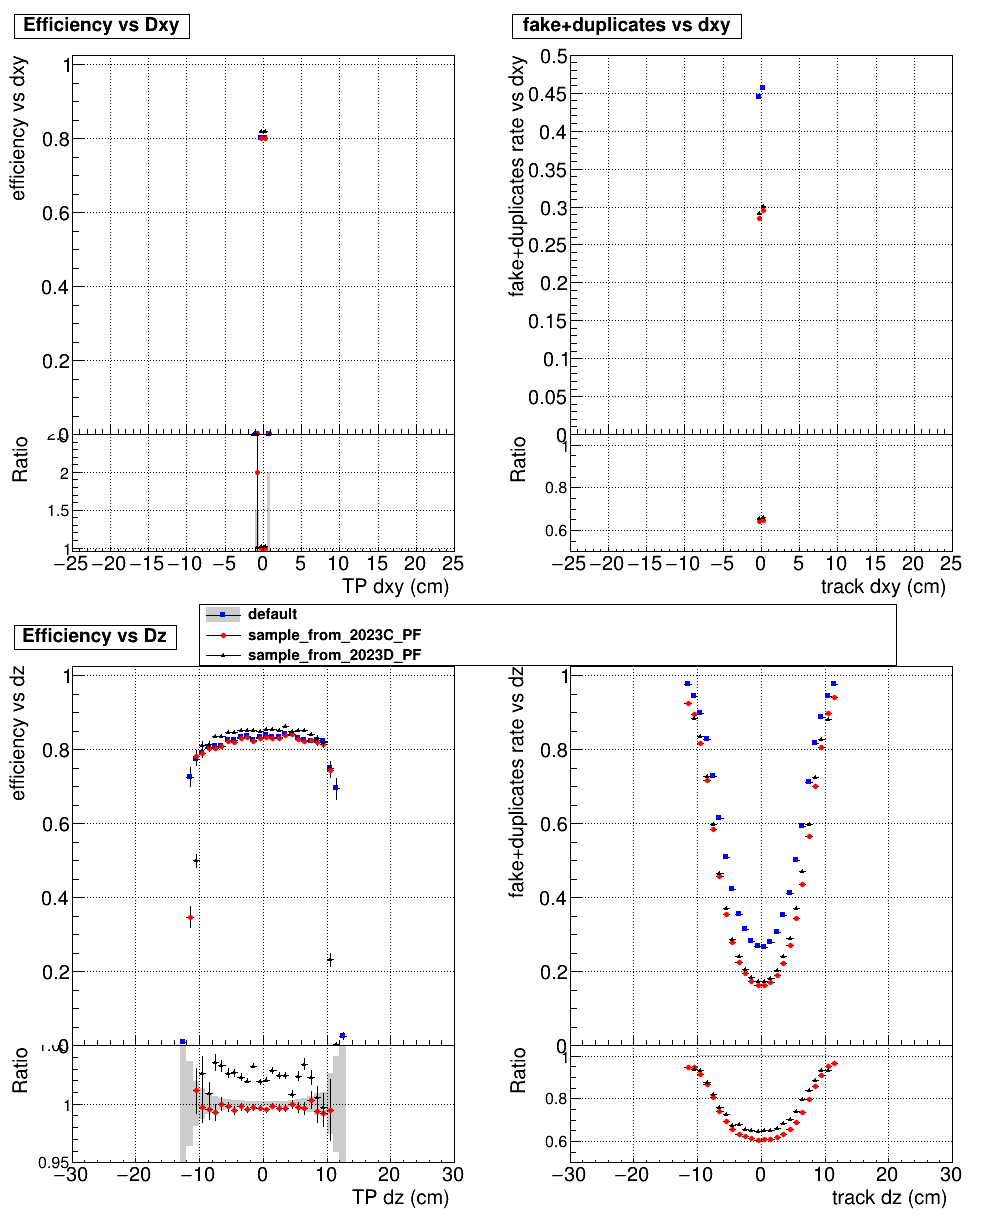 Efficiency vs Dxy
fake+duplicates vs dxy
efficiency vs dxy
1
0.8
0.6
0.4
0.2
0
Ratio
2
1.5
1
−25 −20 −15 −10 −5 0 5 10 15 20 25
TP dxy (cm)
fake+duplicates rate vs dxy
0.5
0.45
0.4
0.35
0.3
0.25
0.2
0.15
0.1
0.05
0
Ratio
1
0.8
0.6
−25 −20 −15 −10 −5 0 5 10 15 20 25
track dxy (cm)
default
sample_from_2023C_PF
sample_from_2023D_PF
Efficiency vs Dz
efficiency vs dz
1
0.8
0.6
0.4
0.2
0
Ratio
1
0.95
−30 −20 −10 0 10 20 30
TP dz (cm)
fake+duplicates rate vs dz
1
0.8
0.6
0.4
0.2
0
Ratio
1
0.8
0.6
−30 −20 −10 0 10 20 30
track dz (cm)